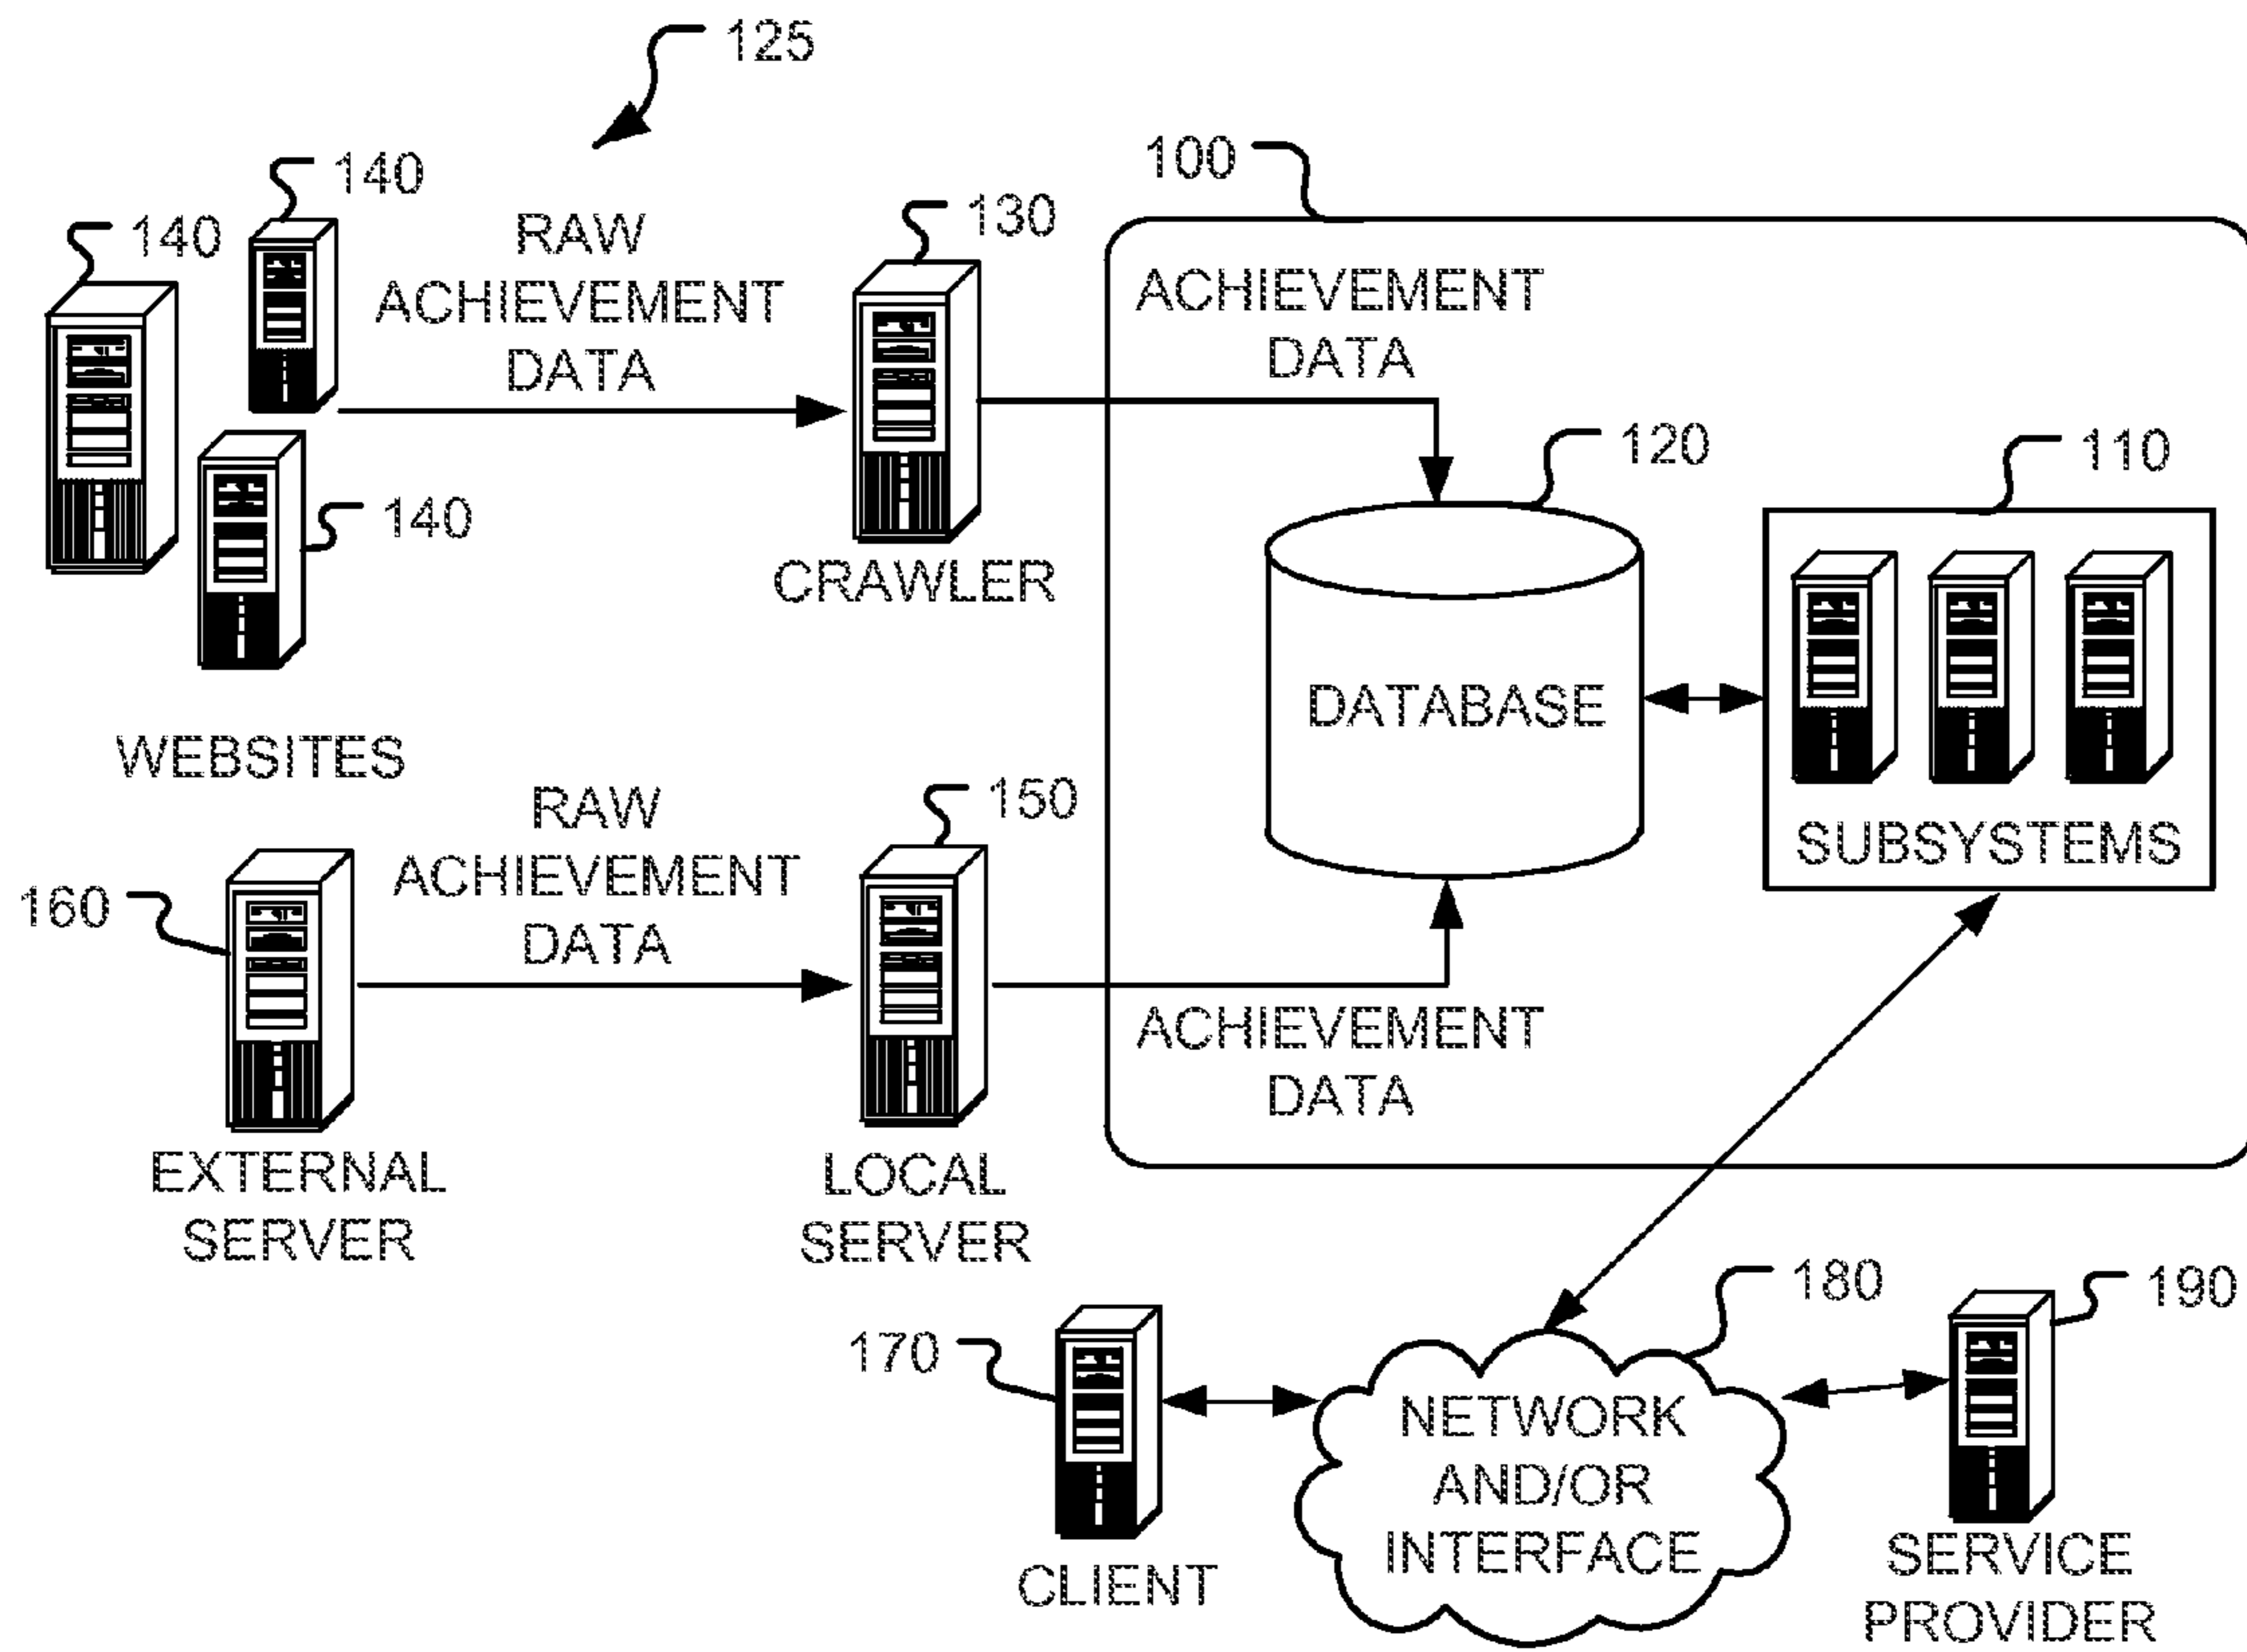 125
140
140
RAW
ACHIEVEMENT
DATA
130
100
ACHIEVEMENT
DATA
140
CRAWLER
120
110
DATABASE
SUBSYSTEMS
WEBSITES
RAW
ACHIEVEMENT
DATA
150
160
ACHIEVEMENT
DATA
EXTERNAL
SERVER
LOCAL
SERVER
170
180
190
NETWORK
AND/OR
INTERFACE
CLIENT
SERVICE
PROVIDER